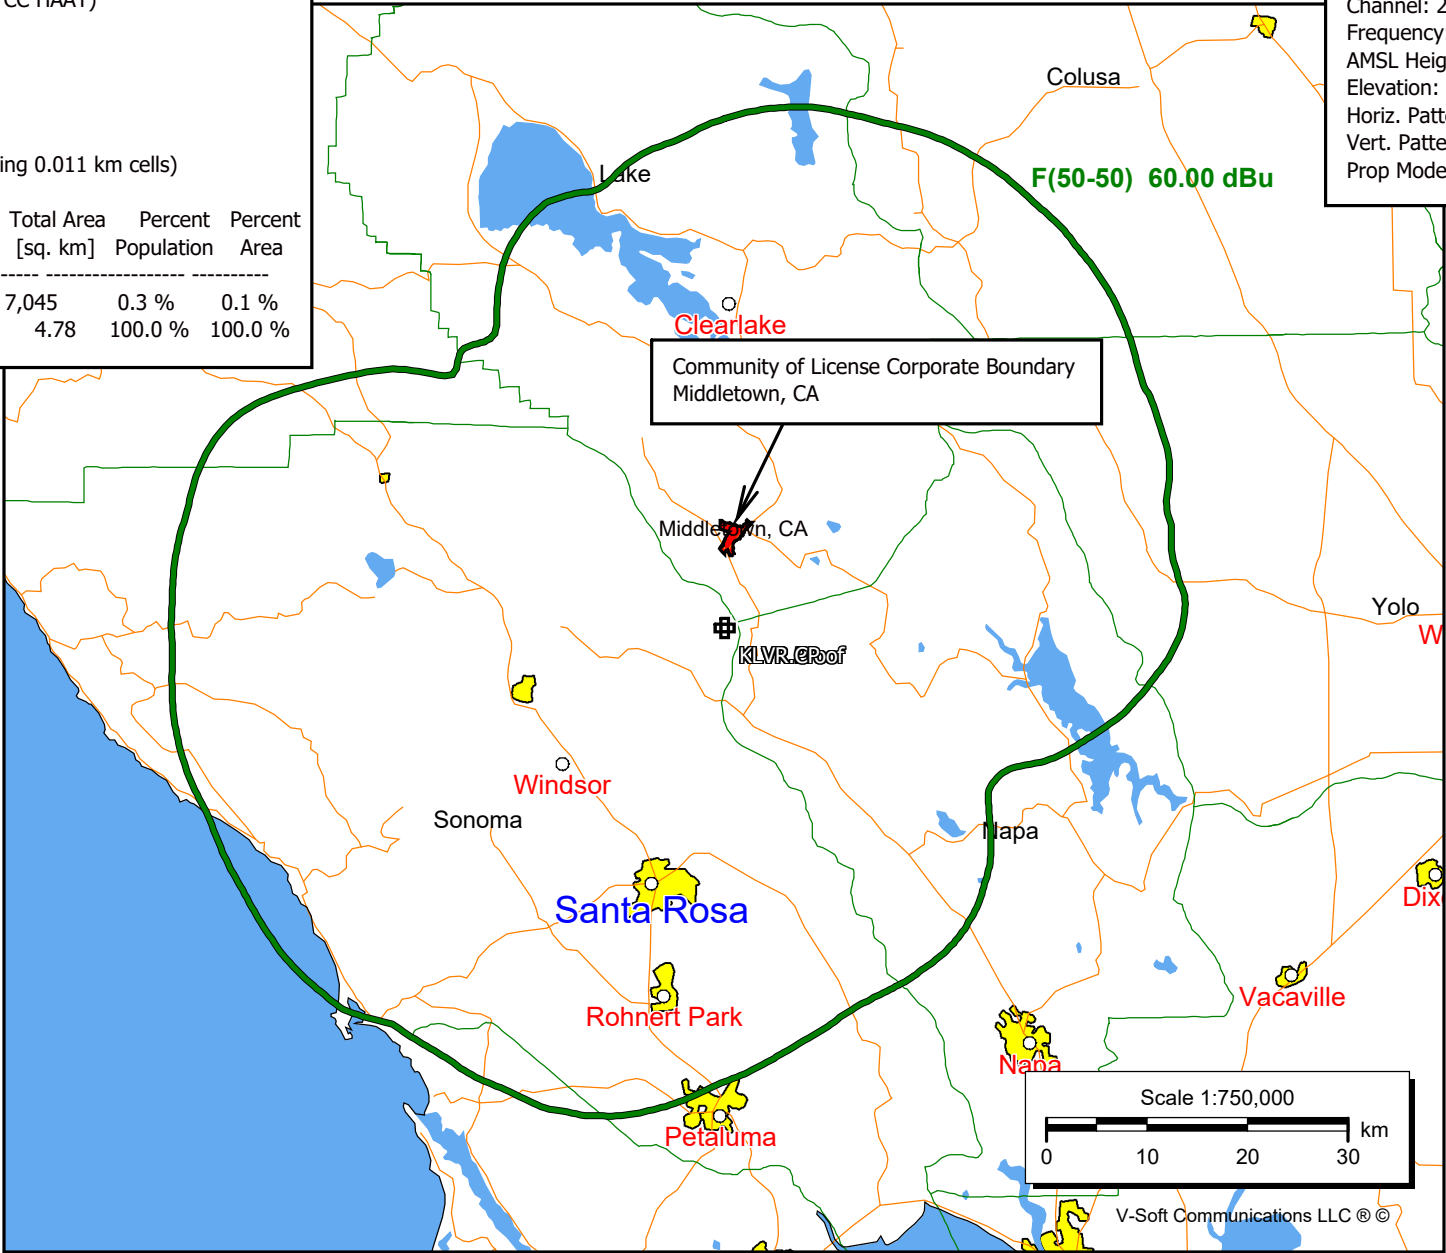 CC HAAT)
ing 0.011 km cells)
Total Area Percent Percent
[sq. km] Population Area
----- ------------------ ----------
7,045 0.3 % 0.1 %
4.78 100.0 % 100.0 %
Channel: 2
Frequency
AMSL Heig
Elevation:
Horiz. Patt
Vert. Patte
Prop Mode
Colusa
Lake
F(50-50) 60.00 dBu
Clearlake
Community of License Corporate Boundary
Middletown, CA
Middletown, CA
Yolo
W
Windsor
Sonoma
Napa
Santa Rosa
Dix
Rohnert Park
Vacaville
Napa
Petaluma
Scale 1:750,000
km
0 10 20 30
V-Soft Communications LLC ® ©